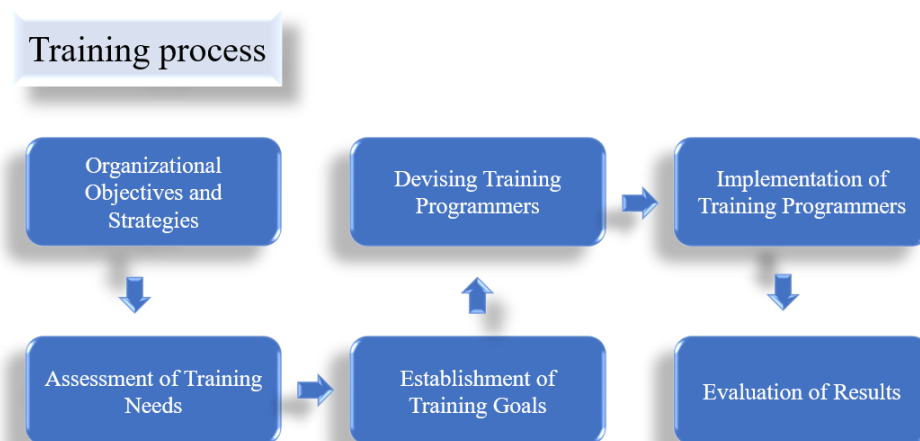 Training process
Organizational
Objectives and
Strategies
Assessment of Training
Needs
Establishment of
Training Goals
Devising Training
Programmers
Implementation of
Training Programmers
Evaluation of Results